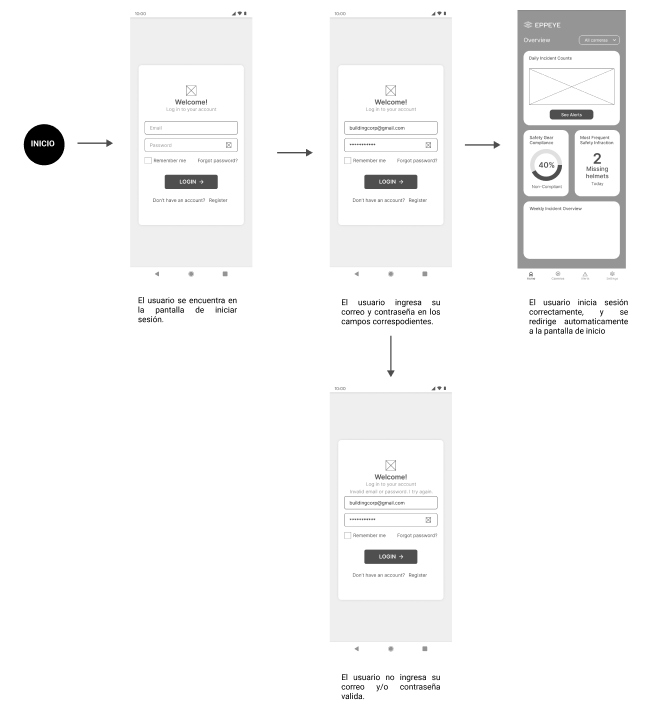 INICIO
10:00
Welcome!
Log in to your account
Email
Password
Remember me Forgot password?
LOGIN →
Don't have an account? Register
El usuario se encuentra en
la pantalla de iniciar
sesión.
10:00
Welcome!
Log in to your account
buildingcorp@gmail.com
***********
Remember me Forgot password?
LOGIN →
Don't have an account? Register
El usuario ingresa su
correo y contraseña en los
campos correspodientes.
EPPEYE
Overview All cameras
Daily Incident Counts
See Alerts
Safety Gear
Compliance
40%
Non-Compliant
Most Frequent
Safety Infraction
2
Missing
helmets
Today
Weekly Incident Overview
Home Cameras Alerts Settings
El usuario inicia sesión
correctamente, y se
redirige automaticamente
a la pantalla de inicio
10:00
Welcome!
Log in to your account
Invalid email or password. Try again
buildingcorp@gmail.com
***********
Remember me Forgot password?
LOGIN →
Don't have an account? Register
El usuario no ingresa su
correo y/o contraseña
valida.